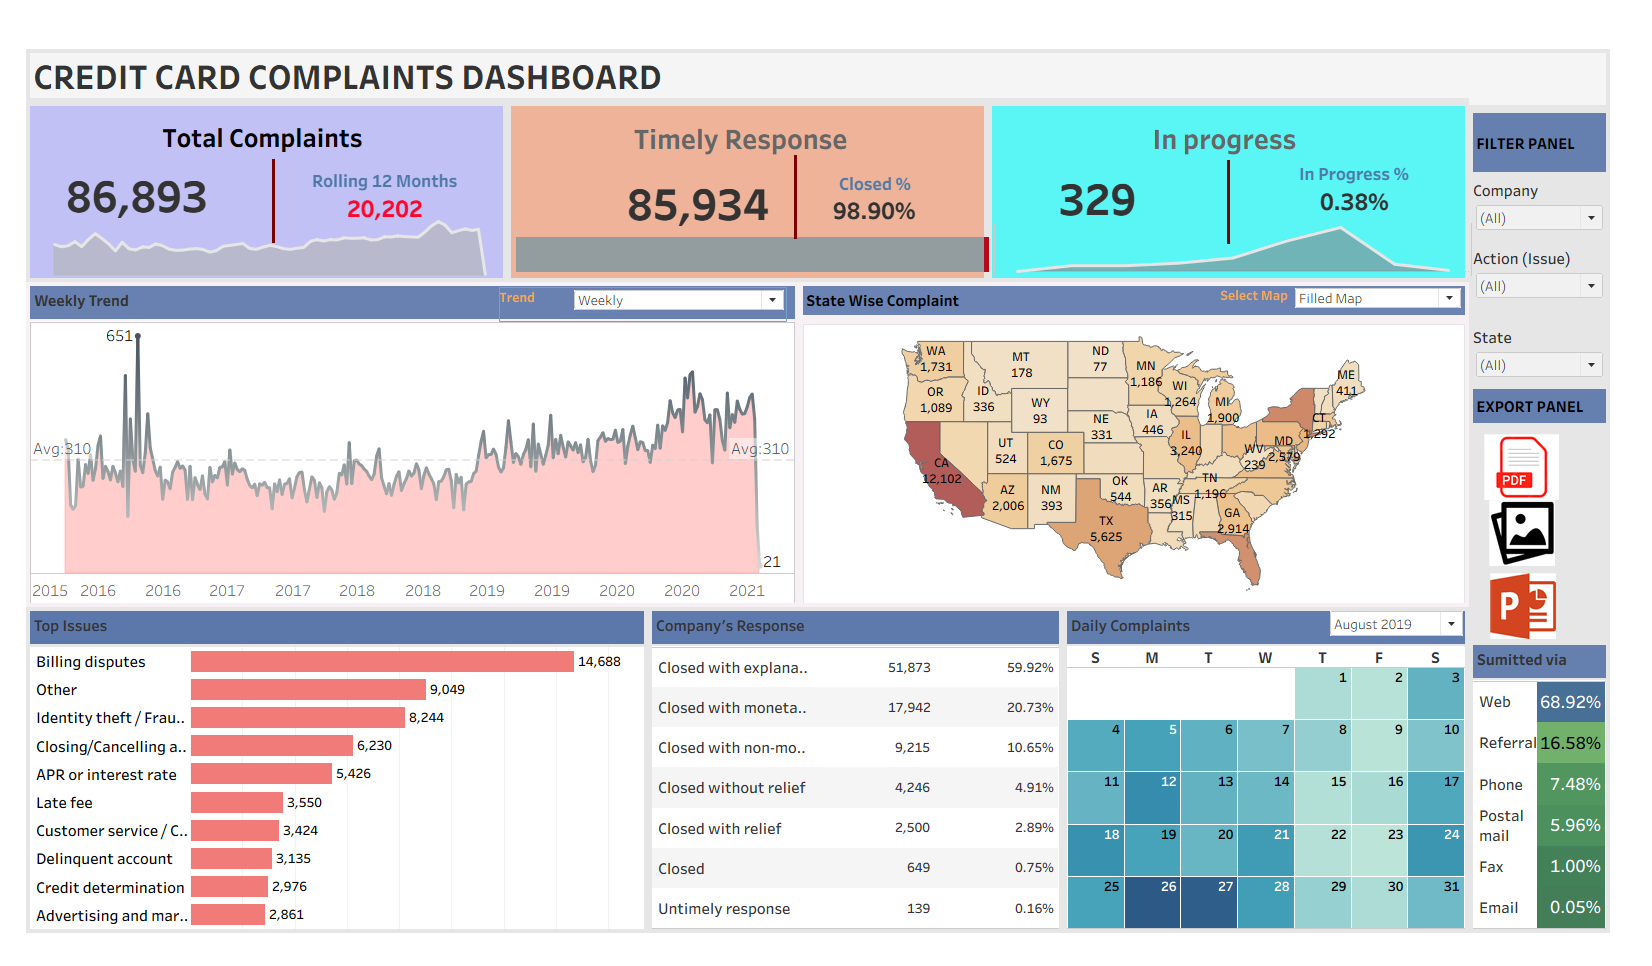 CREDIT CARD COMPLAINTS DASHBOARD
Total Complaints
86,893
Rolling 12 Months
20,202
Timely Response
85,934
Closed %
98.90%
In progress
329
In Progress %
0.38%
FILTER PANEL
Company
(All)
Action (Issue)
(All)
State
(All)
EXPORT PANEL
PDF
P
Weekly Trend
Trend
Weekly
651
Avg:310
Avg:310
21
2015 2016 2016 2017 2017 2018 2018 2019 2019 2020 2020 2021
State Wise Complaint
Select Map
Filled Map
WA
1,731
MT
178
ND
77
MN
1,186
WI
1,264
MI
1,900
ME
411
OR
1,089
ID
336
WY
93
NE
331
IA
446
IL
3,240
CT
1,292
MD
2,579
WV
239
UT
524
CO
1,675
CA
12,102
AZ
2,006
NM
393
OK
544
AR
356
MS
315
TN
1,196
GA
2,914
TX
5,625
Top Issues
Billing disputes 14,688
Other 9,049
Identity theft / Frau.. 8,244
Closing/Cancelling a.. 6,230
APR or interest rate 5,426
Late fee 3,550
Customer service / C.. 3,424
Delinquent account 3,135
Credit determination 2,976
Advertising and mar.. 2,861
Company's Response
Closed with explana.. 51,873 59.92%
Closed with moneta.. 17,942 20.73%
Closed with non-mo.. 9,215 10.65%
Closed without relief 4,246 4.91%
Closed with relief 2,500 2.89%
Closed 649 0.75%
Untimely response 139 0.16%
Daily Complaints
August 2019
S M T W T F S
1 2 3
4 5 6 7 8 9 10
11 12 13 14 15 16 17
18 19 20 21 22 23 24
25 26 27 28 29 30 31
Sumitted via
Web 68.92%
Referral 16.58%
Phone 7.48%
Postal
mail 5.96%
Fax 1.00%
Email 0.05%